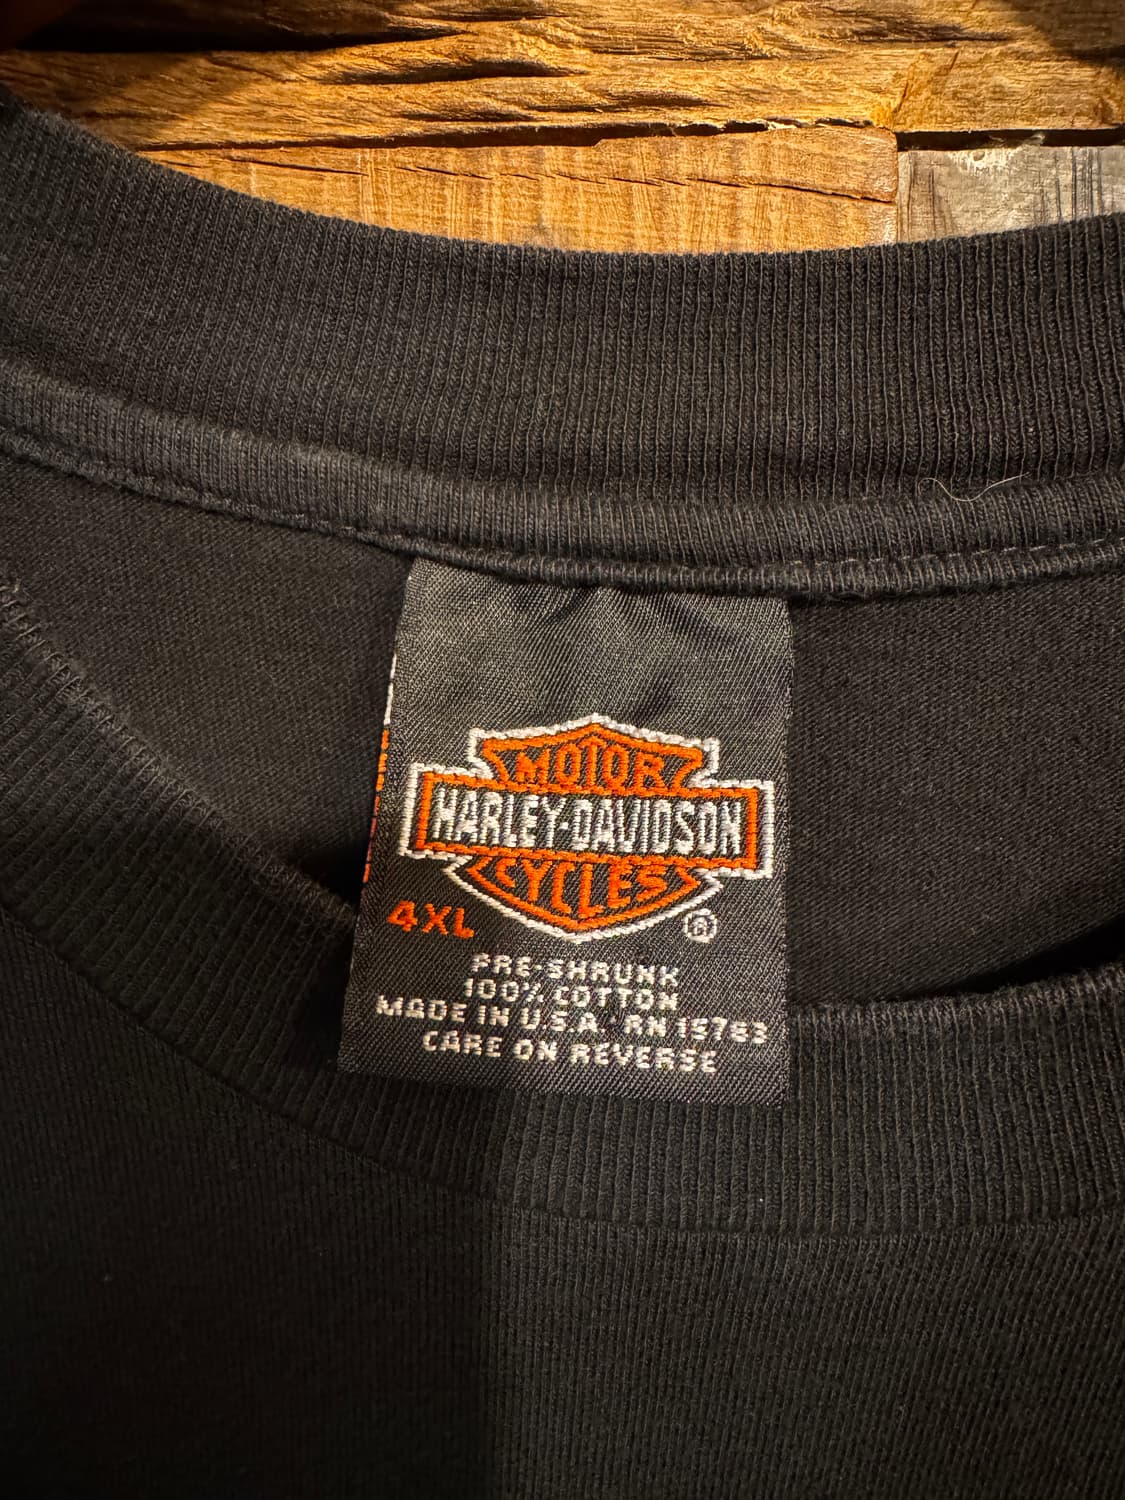 MOTOR
HARLEY-DAVIDSON
CYCLES
4XL ®
PRE-SHRUNK
100% COTTON
MADE IN U.S.A. RN 15763
CARE ON REVERSE